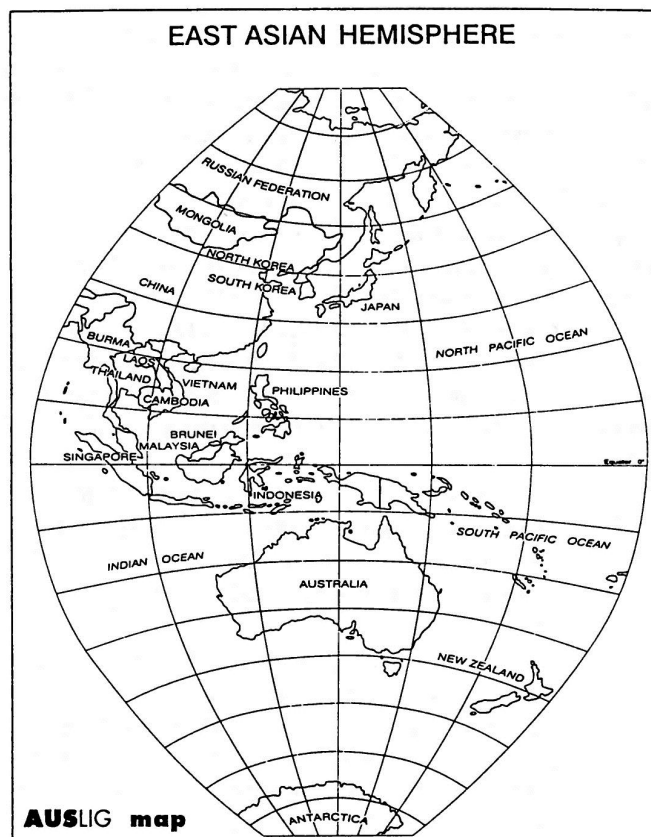 EAST ASIAN HEMISPHERE
RUSSIAN FEDERATION
MONGOLIA
NORTH KOREA
CHINA
SOUTH KOREA
JAPAN
NORTH PACIFIC OCEAN
BURMA
LAOS
THAILAND
VIETNAM
PHILIPPINES
CAMBODIA
BRUNEI
MALAYSIA
SINGAPORE
Equator 0°
INDONESIA
SOUTH PACIFIC OCEAN
INDIAN OCEAN
AUSTRALIA
NEW ZEALAND
ANTARCTICA
AUSLIG map